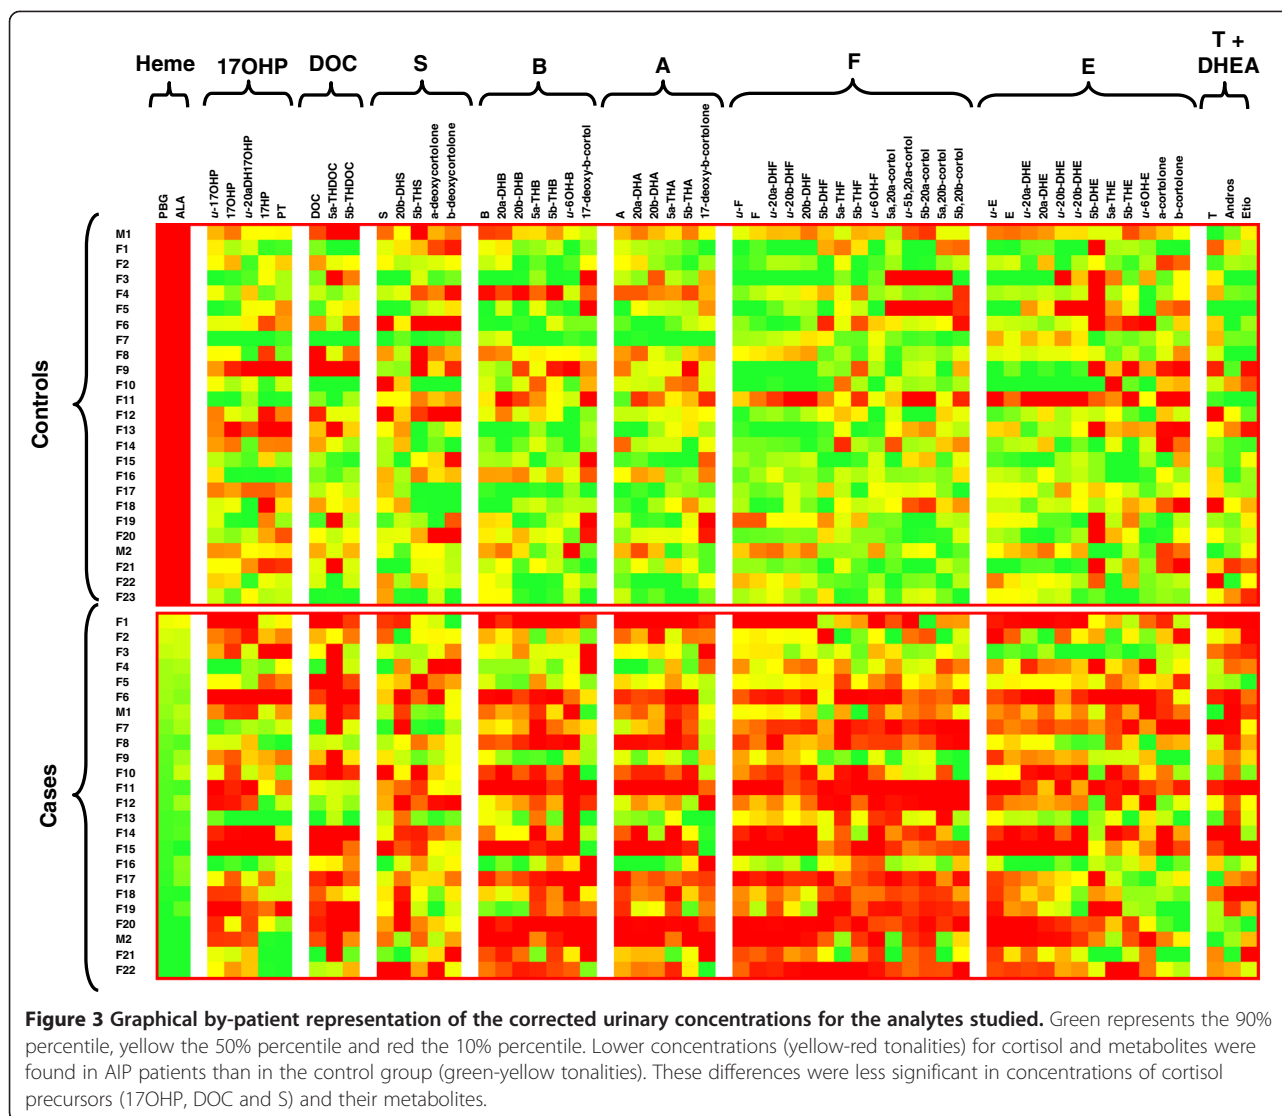 Heme 17OHP DOC S B A F E T +
DHEA
PBG
ALA
u-17OHP
17OHP
u-20aDH17OHP
17HP
PT
DOC
5a-THDOC
5b-THDOC
S
20b-DHS
5b-THS
a-deoxycortolone
b-deoxycortolone
B
20a-DHB
20b-DHB
5a-THB
5b-THB
u-6OH-B
17-deoxy-b-cortol
A
20a-DHA
20b-DHA
5a-THA
5b-THA
17-deoxy-b-cortolone
u-F
F
u-20a-DHF
u-20b-DHF
20b-DHF
5b-DHF
5a-THF
5b-THF
u-6OH-F
5a,20a-cortol
u-5b,20a-cortol
5b-20a-cortol
5a,20b-cortol
5b,20b-cortol
u-E
E
u-20a-DHE
20a-DHE
u-20b-DHE
u-20b-DHE
5b-DHE
5a-THE
5b-THE
u-6OH-E
a-cortolone
b-cortolone
T
Andros
Etio
Controls
M1
F1
F2
F3
F4
F5
F6
F7
F8
F9
F10
F11
F12
F13
F14
F15
F16
F17
F18
F19
F20
M2
F21
F22
F23
Cases
F1
F2
F3
F4
F5
F6
M1
F7
F8
F9
F10
F11
F12
F13
F14
F15
F16
F17
F18
F19
F20
M2
F21
F22
Figure 3 Graphical by-patient representation of the corrected urinary concentrations for the analytes studied. Green represents the 90%
percentile, yellow the 50% percentile and red the 10% percentile. Lower concentrations (yellow-red tonalities) for cortisol and metabolites were
found in AIP patients than in the control group (green-yellow tonalities). These differences were less significant in concentrations of cortisol
precursors (17OHP, DOC and S) and their metabolites.